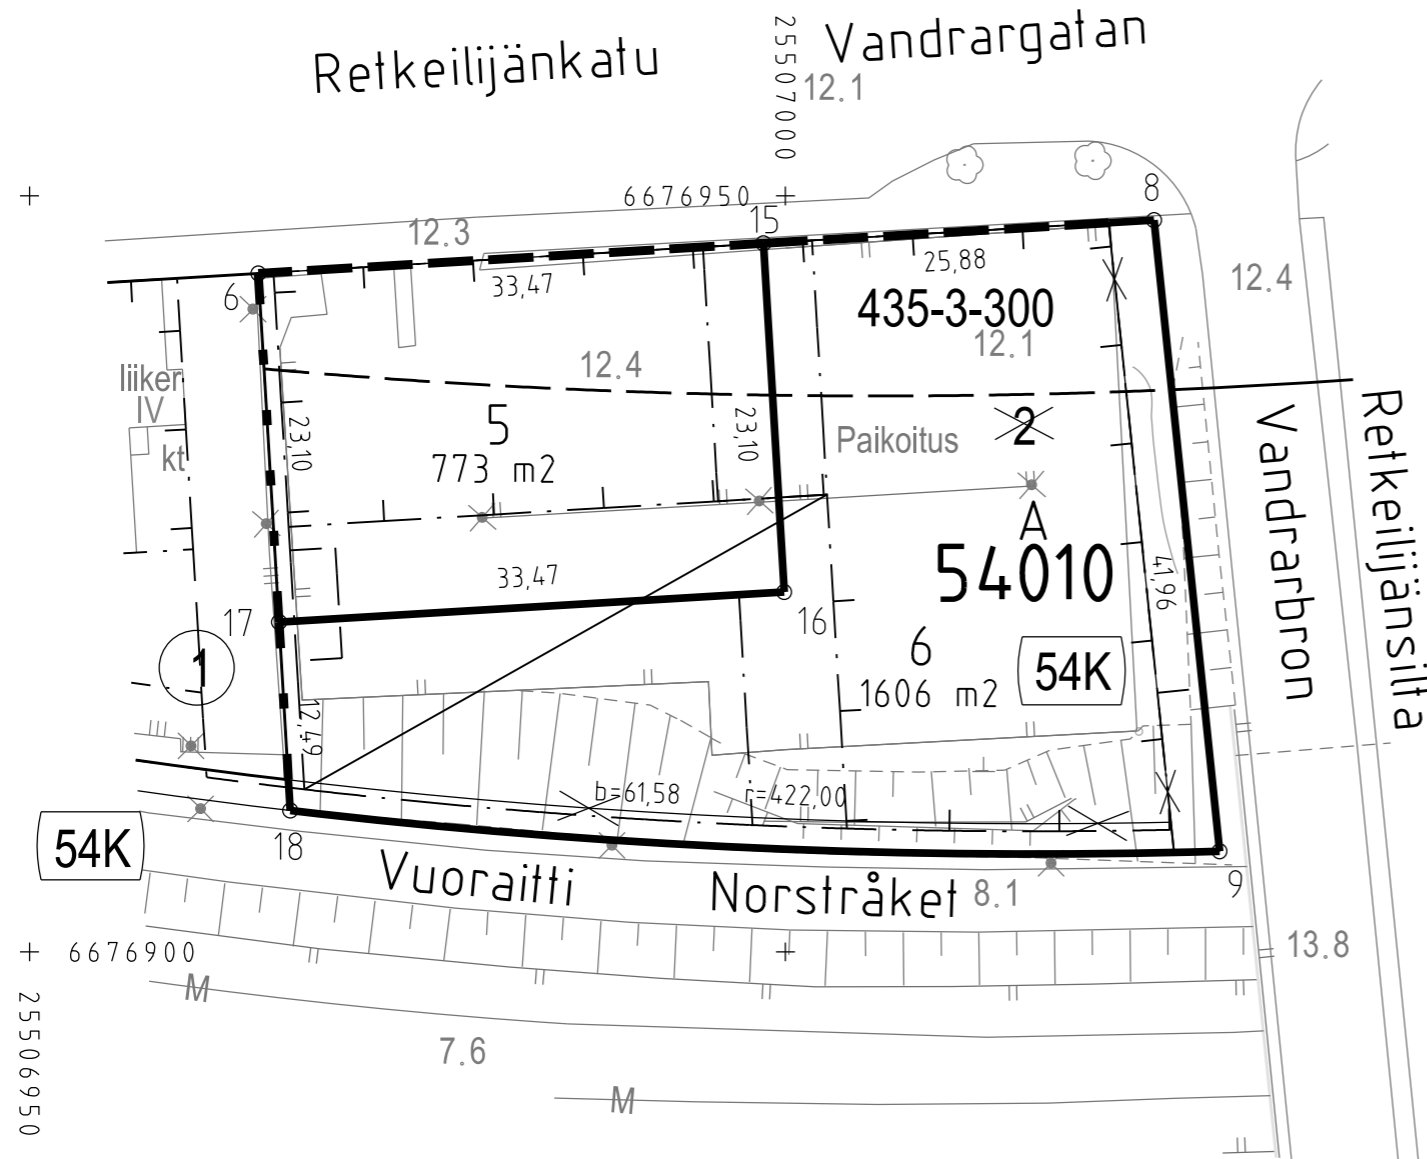 Retkeilijänkatu
Vandrargatan
25507000
12.1
6676950
8
15
12.3
25,88
33,47
6
435-3-300
12.4
12.1
12.4
liiker
IV
kt
5
773 m2
23,10
23,10
Paikoitus
2
Vandrarbron
Retkeilijänsilta
A
54010
41,96
33,47
17
16
1
6
1606 m2
54K
12,49
b=61,58
r=422,00
54K
18
Vuoraitti
Norstråket
8.1
9
6676900
13.8
M
25506950
7.6
M